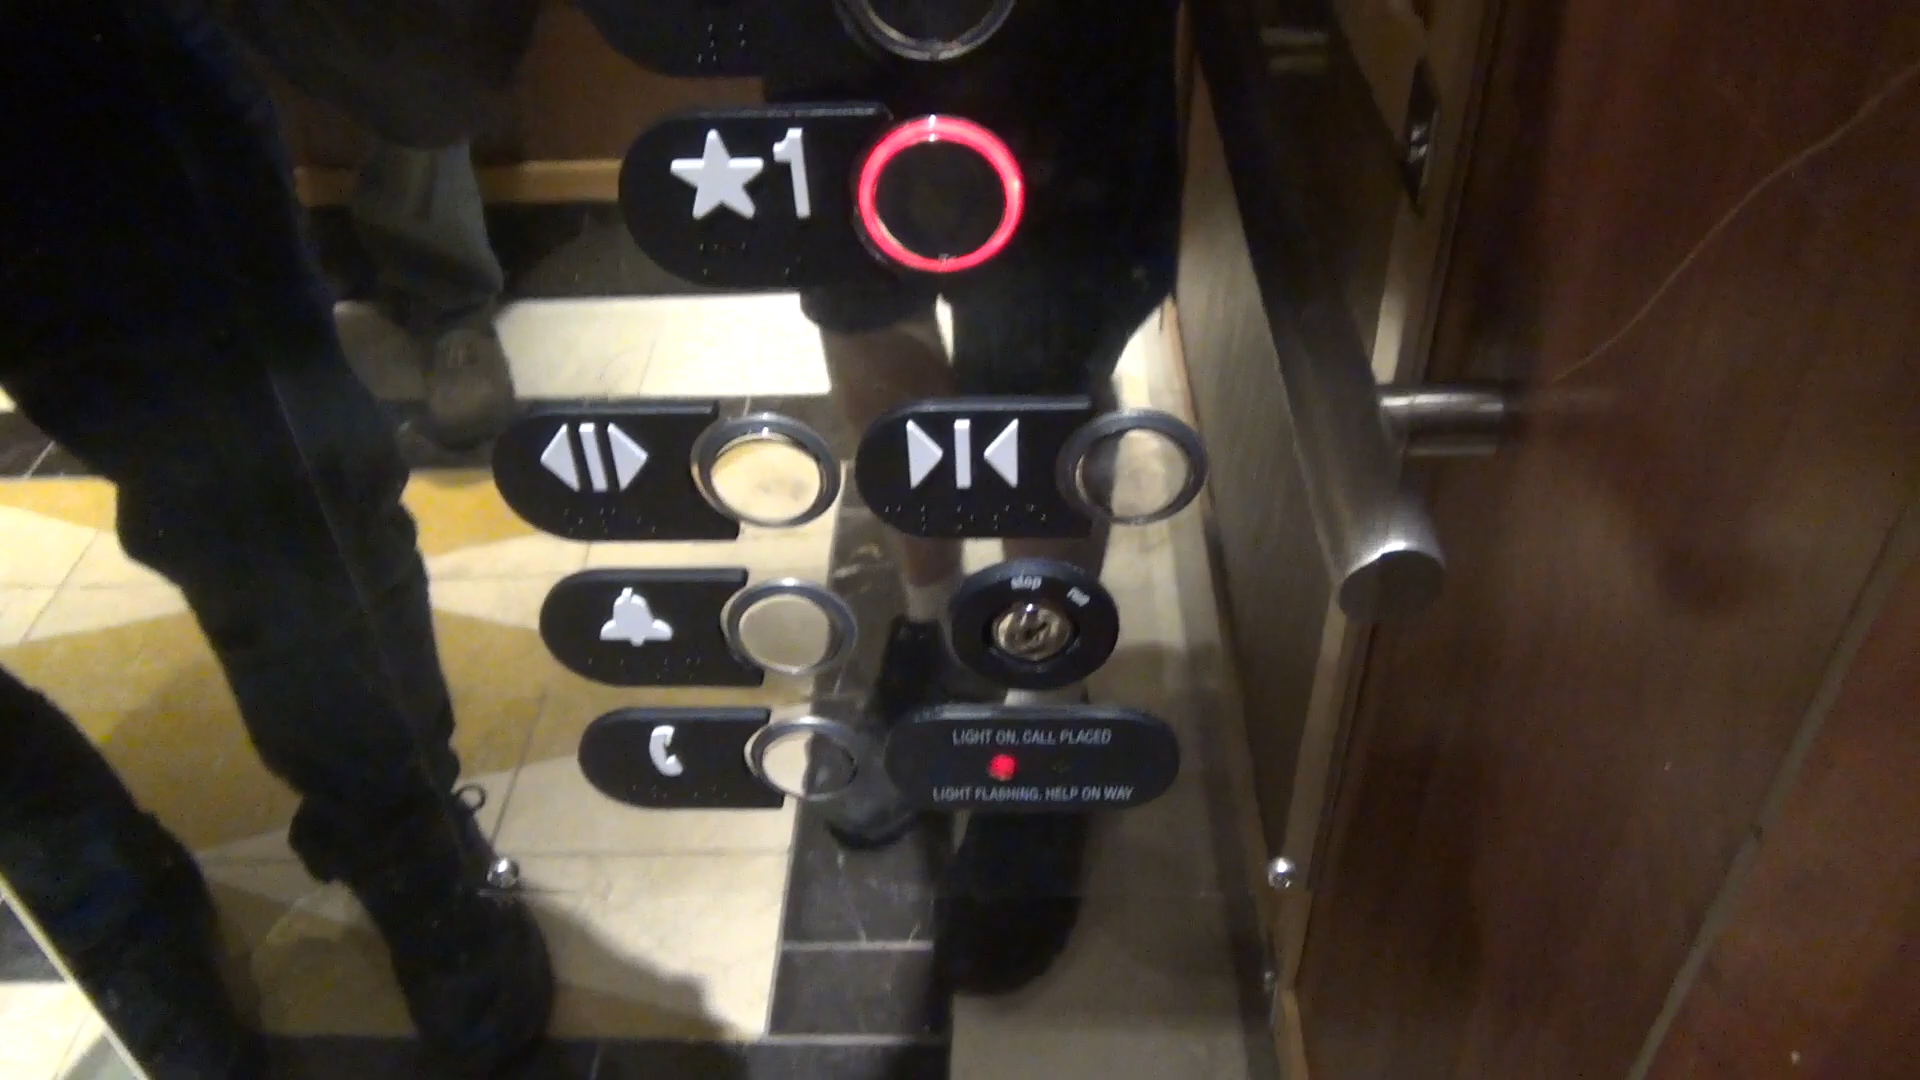 ★1
stop
run
LIGHT ON, CALL PLACED
LIGHT FLASHING, HELP ON WAY